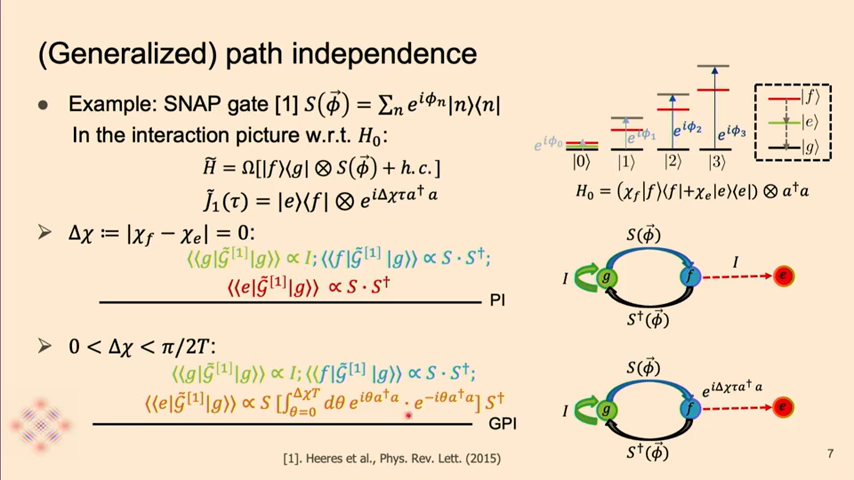 (Generalized) path independence
● Example: SNAP gate [1] 𝑆(𝜙⃗) = ∑ₙ 𝑒^{𝑖𝜙ₙ}|𝑛⟩⟨𝑛|
In the interaction picture w.r.t. 𝐻₀:
H̃ = Ω[|𝑓⟩⟨𝑔| ⊗ 𝑆(𝜙⃗) + ℎ.𝑐.]
J̃₁(𝜏) = |𝑒⟩⟨𝑓| ⊗ 𝑒^{𝑖Δ𝜒𝜏𝑎†𝑎}
➢ Δ𝜒 ≔ |𝜒_𝑓 − 𝜒_𝑒| = 0:
⟨⟨𝑔|𝒢̃^{[1]}|𝑔⟩⟩ ∝ 𝐼; ⟨⟨𝑓|𝒢̃^{[1]} |𝑔⟩⟩ ∝ 𝑆 · 𝑆†;
⟨⟨𝑒|𝒢̃^{[1]}|𝑔⟩⟩ ∝ 𝑆 · 𝑆†
PI
➢ 0 < Δ𝜒 < 𝜋/2𝑇:
⟨⟨𝑔|𝒢̃^{[1]}|𝑔⟩⟩ ∝ 𝐼; ⟨⟨𝑓|𝒢̃^{[1]} |𝑔⟩⟩ ∝ 𝑆 · 𝑆†;
⟨⟨𝑒|𝒢̃^{[1]}|𝑔⟩⟩ ∝ 𝑆 [∫_{𝜃=0}^{Δ𝜒𝑇} 𝑑𝜃 𝑒^{𝑖𝜃𝑎†𝑎} · 𝑒^{−𝑖𝜃𝑎†𝑎}] 𝑆†
GPI
𝑒^{𝑖𝜙₀} 𝑒^{𝑖𝜙₁} 𝑒^{𝑖𝜙₂} 𝑒^{𝑖𝜙₃}
|0⟩ |1⟩ |2⟩ |3⟩
|𝑓⟩
|𝑒⟩
|𝑔⟩
𝐻₀ = (𝜒_𝑓|𝑓⟩⟨𝑓|+𝜒_𝑒|𝑒⟩⟨𝑒|) ⊗ 𝑎†𝑎
𝑆(𝜙⃗)
𝐼 g f 𝐼 e
𝑆†(𝜙⃗)
𝑆(𝜙⃗)
𝐼 g f 𝑒^{𝑖Δ𝜒𝜏𝑎†𝑎} e
𝑆†(𝜙⃗)
[1]. Heeres et al., Phys. Rev. Lett. (2015)
7